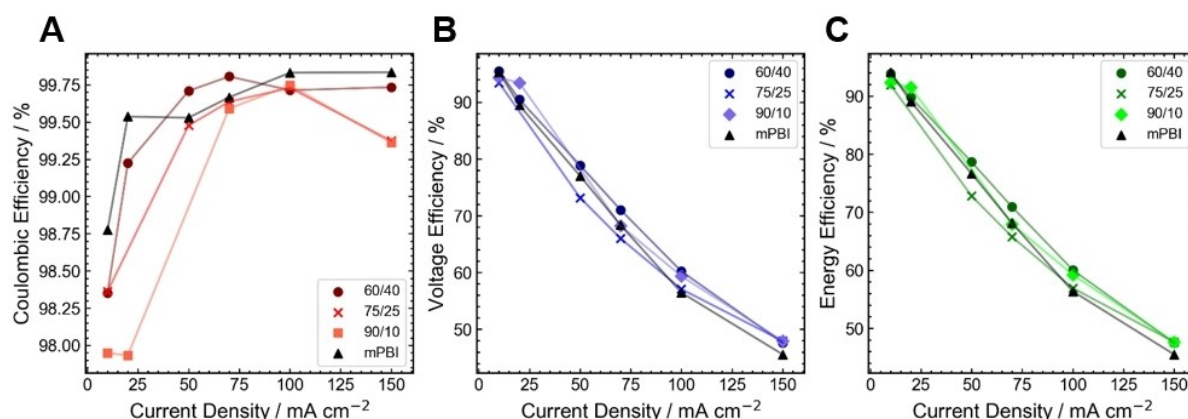 A
Coulombic Efficiency / %
99.75
99.50
99.25
99.00
98.75
98.50
98.25
98.00
60/40
75/25
90/10
mPBI
0 25 50 75 100 125 150
Current Density / mA cm⁻²
B
Voltage Efficiency / %
90
80
70
60
50
60/40
75/25
90/10
mPBI
0 25 50 75 100 125 150
Current Density / mA cm⁻²
C
Energy Efficiency / %
90
80
70
60
50
60/40
75/25
90/10
mPBI
0 25 50 75 100 125 150
Current Density / mA cm⁻²